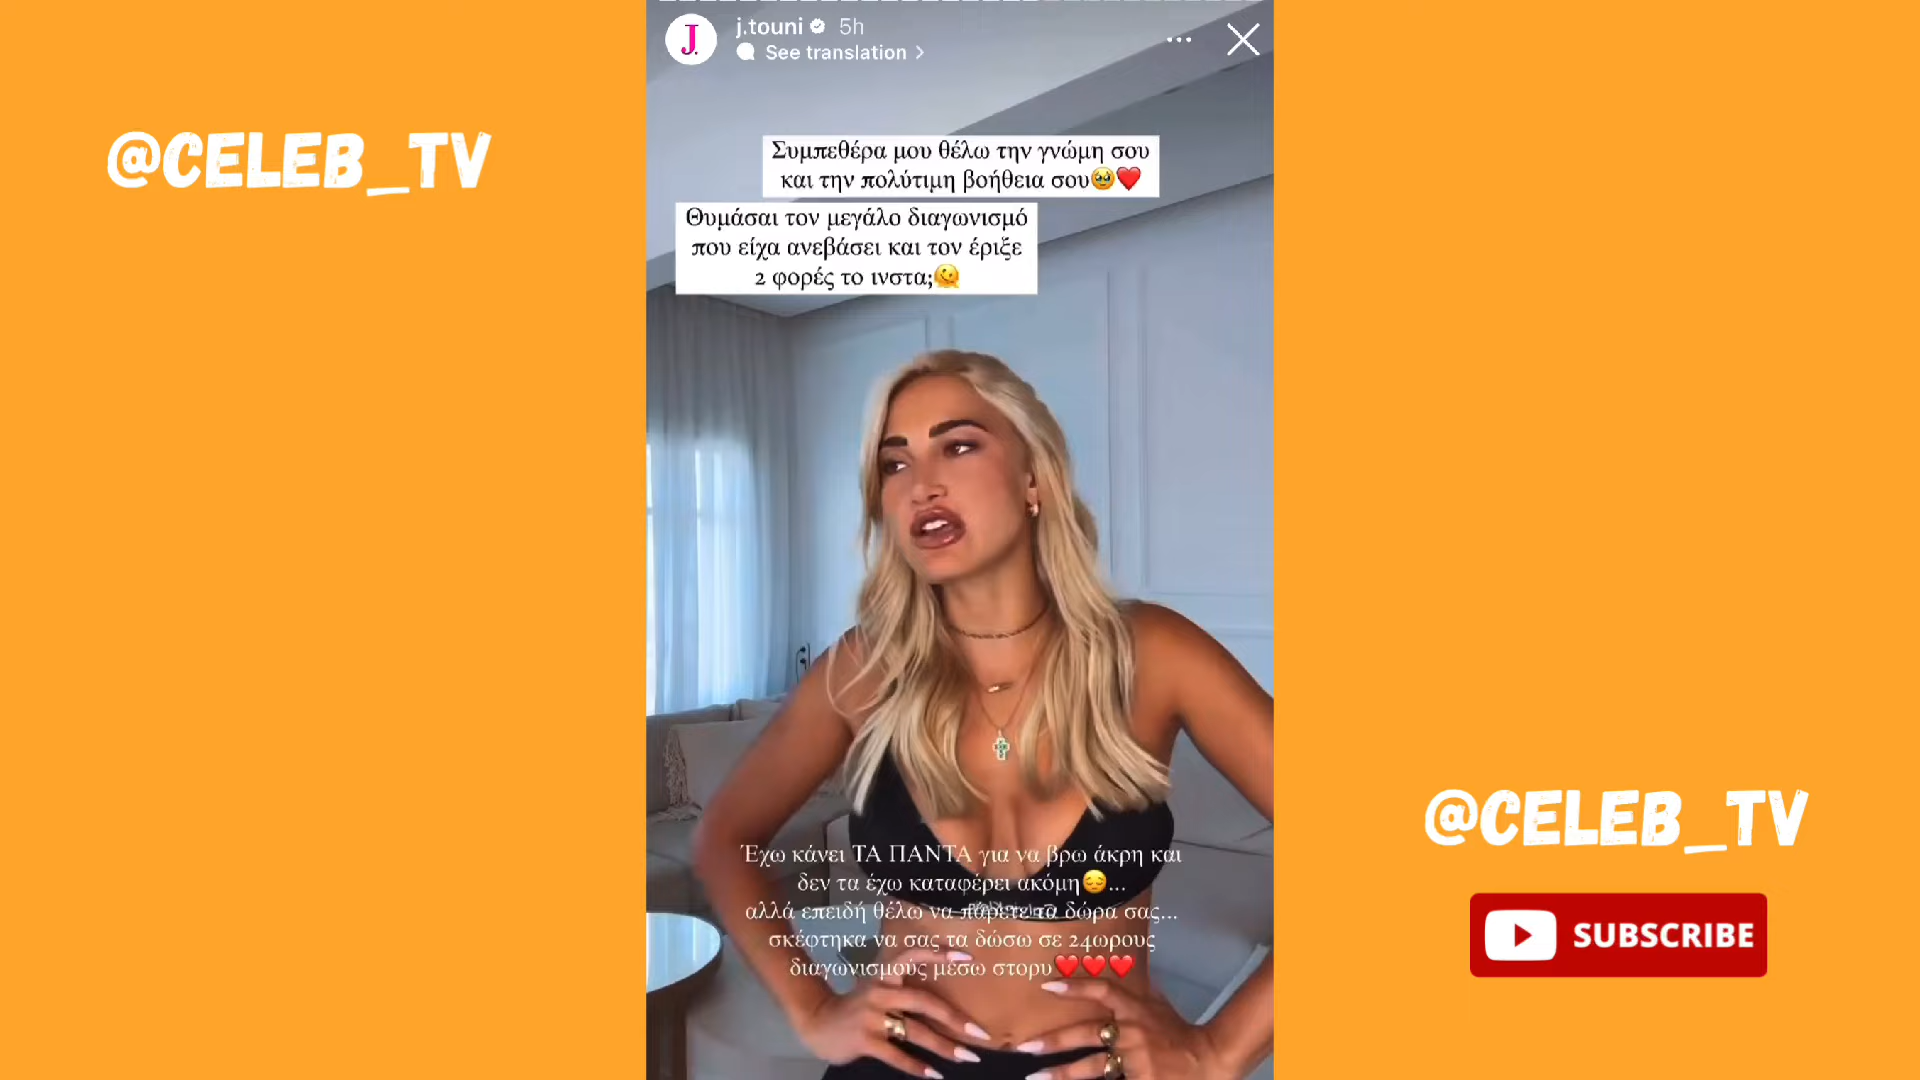 j.touni 5h
See translation
@CELEB_TV
Συμπεθέρα μου θέλω την γνώμη σου
και την πολύτιμη βοήθεια σου🥹❤️
Θυμάσαι τον μεγάλο διαγωνισμό
που είχα ανεβάσει και τον έριξε
2 φορές το ινστα;🫠
Έχω κάνει ΤΑ ΠΑΝΤΑ για να βρω άκρη και
δεν τα έχω καταφέρει ακόμη😔...
αλλά επειδή θέλω να πάρετε τα δώρα σας...
σκέφτηκα να σας τα δώσω σε 24ωρους
διαγωνισμούς μέσω στορυ❤️❤️❤️
@CELEB_TV
SUBSCRIBE
J.